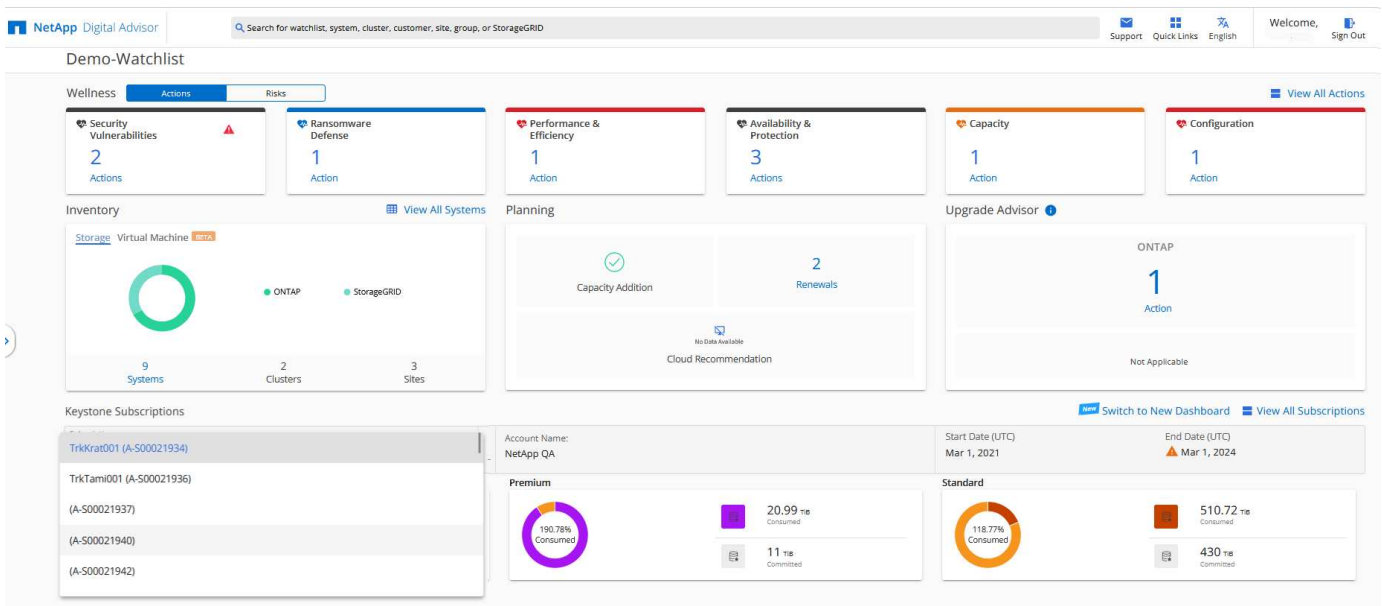 NetApp Digital Advisor
Search for watchlist, system, cluster, customer, site, group, or StorageGRID
Support
Quick Links
English
Welcome,
Sign Out
Demo-Watchlist
Wellness
Actions
Risks
View All Actions
Security
Vulnerabilities
2
Actions
Ransomware
Defense
1
Action
Performance &
Efficiency
1
Action
Availability &
Protection
3
Actions
Capacity
1
Action
Configuration
1
Action
Inventory
View All Systems
Storage Virtual Machine BETA
ONTAP
StorageGRID
9
Systems
2
Clusters
3
Sites
Planning
Capacity Addition
2
Renewals
No Data Available
Cloud Recommendation
Upgrade Advisor
ONTAP
1
Action
Not Applicable
Keystone Subscriptions
New Switch to New Dashboard
View All Subscriptions
TrkKrat001 (A-S00021934)
TrkTami001 (A-S00021936)
(A-S00021937)
(A-S00021940)
(A-S00021942)
Account Name:
NetApp QA
Start Date (UTC)
Mar 1, 2021
End Date (UTC)
Mar 1, 2024
Premium
190.78%
Consumed
20.99 TiB
Consumed
11 TiB
Committed
Standard
118.77%
Consumed
510.72 TiB
Consumed
430 TiB
Committed